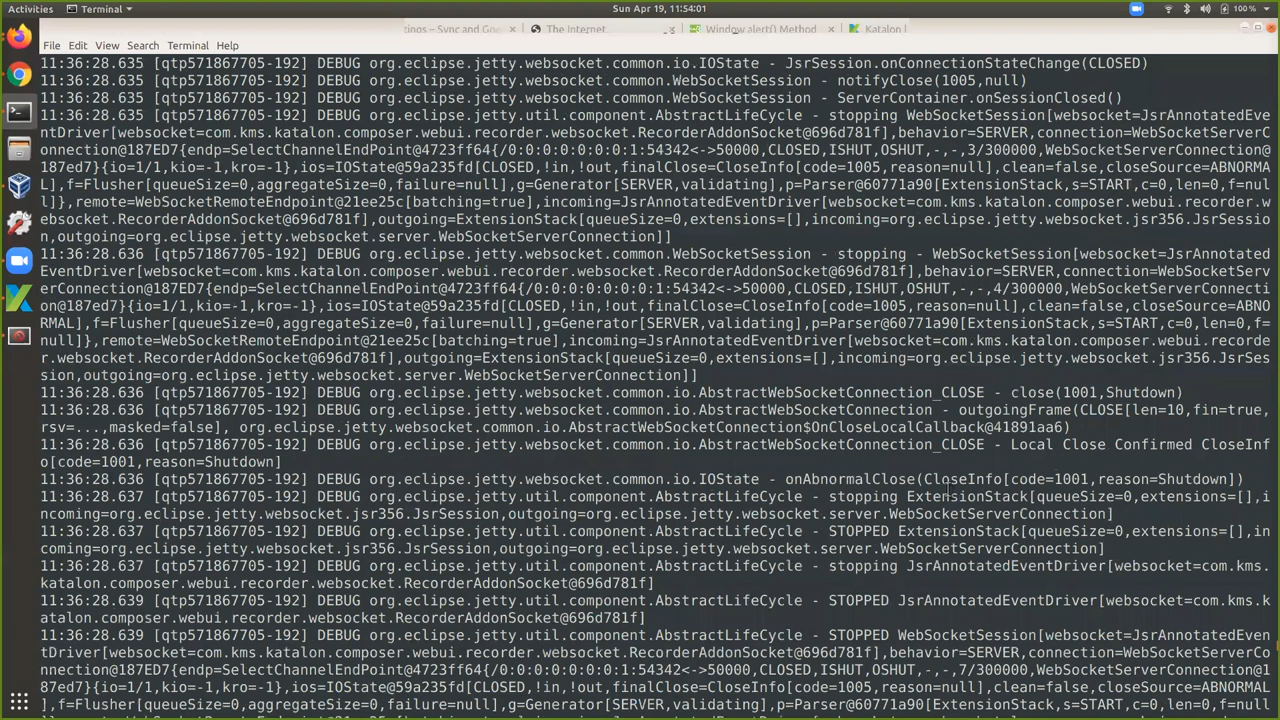 Activities Terminal Sun Apr 19, 11:54:01 100 %
tings – Sync and Goo The Internet Window alert() Method Katalon
File Edit View Search Terminal Help
11:36:28.635 [qtp571867705-192] DEBUG org.eclipse.jetty.websocket.common.io.IOState - JsrSession.onConnectionStateChange(CLOSED)
11:36:28.635 [qtp571867705-192] DEBUG org.eclipse.jetty.websocket.common.WebSocketSession - notifyClose(1005,null)
11:36:28.635 [qtp571867705-192] DEBUG org.eclipse.jetty.websocket.common.WebSocketSession - ServerContainer.onSessionClosed()
11:36:28.635 [qtp571867705-192] DEBUG org.eclipse.jetty.util.component.AbstractLifeCycle - stopping WebSocketSession[websocket=JsrAnnotatedEve
ntDriver[websocket=com.kms.katalon.composer.webui.recorder.websocket.RecorderAddonSocket@696d781f],behavior=SERVER,connection=WebSocketServerC
onnection@187ED7{endp=SelectChannelEndPoint@4723ff64{/0:0:0:0:0:0:0:1:54342<->50000,CLOSED,ISHUT,OSHUT,-,-,3/300000,WebSocketServerConnection@
187ed7}{io=1/1,kio=-1,kro=-1},ios=IOState@59a235fd[CLOSED,!in,!out,finalClose=CloseInfo[code=1005,reason=null],clean=false,closeSource=ABNORMA
L],f=Flusher[queueSize=0,aggregateSize=0,failure=null],g=Generator[SERVER,validating],p=Parser@60771a90[ExtensionStack,s=START,c=0,len=0,f=nul
l]},remote=WebSocketRemoteEndpoint@21ee25c[batching=true],incoming=JsrAnnotatedEventDriver[websocket=com.kms.katalon.composer.webui.recorder.w
ebsocket.RecorderAddonSocket@696d781f],outgoing=ExtensionStack[queueSize=0,extensions=[],incoming=org.eclipse.jetty.websocket.jsr356.JsrSessio
n,outgoing=org.eclipse.jetty.websocket.server.WebSocketServerConnection]]
11:36:28.636 [qtp571867705-192] DEBUG org.eclipse.jetty.websocket.common.WebSocketSession - stopping - WebSocketSession[websocket=JsrAnnotated
EventDriver[websocket=com.kms.katalon.composer.webui.recorder.websocket.RecorderAddonSocket@696d781f],behavior=SERVER,connection=WebSocketServ
erConnection@187ED7{endp=SelectChannelEndPoint@4723ff64{/0:0:0:0:0:0:0:1:54342<->50000,CLOSED,ISHUT,OSHUT,-,-,4/300000,WebSocketServerConnecti
on@187ed7}{io=1/1,kio=-1,kro=-1},ios=IOState@59a235fd[CLOSED,!in,!out,finalClose=CloseInfo[code=1005,reason=null],clean=false,closeSource=ABNO
RMAL],f=Flusher[queueSize=0,aggregateSize=0,failure=null],g=Generator[SERVER,validating],p=Parser@60771a90[ExtensionStack,s=START,c=0,len=0,f=
null]},remote=WebSocketRemoteEndpoint@21ee25c[batching=true],incoming=JsrAnnotatedEventDriver[websocket=com.kms.katalon.composer.webui.recorde
r.websocket.RecorderAddonSocket@696d781f],outgoing=ExtensionStack[queueSize=0,extensions=[],incoming=org.eclipse.jetty.websocket.jsr356.JsrSes
sion,outgoing=org.eclipse.jetty.websocket.server.WebSocketServerConnection]]
11:36:28.636 [qtp571867705-192] DEBUG org.eclipse.jetty.websocket.common.io.AbstractWebSocketConnection_CLOSE - close(1001,Shutdown)
11:36:28.636 [qtp571867705-192] DEBUG org.eclipse.jetty.websocket.common.io.AbstractWebSocketConnection - outgoingFrame(CLOSE[len=10,fin=true,
rsv=...,masked=false], org.eclipse.jetty.websocket.common.io.AbstractWebSocketConnection$OnCloseLocalCallback@41891aa6)
11:36:28.636 [qtp571867705-192] DEBUG org.eclipse.jetty.websocket.common.io.AbstractWebSocketConnection_CLOSE - Local Close Confirmed CloseInf
o[code=1001,reason=Shutdown]
11:36:28.636 [qtp571867705-192] DEBUG org.eclipse.jetty.websocket.common.io.IOState - onAbnormalClose(CloseInfo[code=1001,reason=Shutdown])
11:36:28.637 [qtp571867705-192] DEBUG org.eclipse.jetty.util.component.AbstractLifeCycle - stopping ExtensionStack[queueSize=0,extensions=[],i
ncoming=org.eclipse.jetty.websocket.jsr356.JsrSession,outgoing=org.eclipse.jetty.websocket.server.WebSocketServerConnection]
11:36:28.637 [qtp571867705-192] DEBUG org.eclipse.jetty.util.component.AbstractLifeCycle - STOPPED ExtensionStack[queueSize=0,extensions=[],in
coming=org.eclipse.jetty.websocket.jsr356.JsrSession,outgoing=org.eclipse.jetty.websocket.server.WebSocketServerConnection]
11:36:28.637 [qtp571867705-192] DEBUG org.eclipse.jetty.util.component.AbstractLifeCycle - stopping JsrAnnotatedEventDriver[websocket=com.kms.
katalon.composer.webui.recorder.websocket.RecorderAddonSocket@696d781f]
11:36:28.639 [qtp571867705-192] DEBUG org.eclipse.jetty.util.component.AbstractLifeCycle - STOPPED JsrAnnotatedEventDriver[websocket=com.kms.k
atalon.composer.webui.recorder.websocket.RecorderAddonSocket@696d781f]
11:36:28.639 [qtp571867705-192] DEBUG org.eclipse.jetty.util.component.AbstractLifeCycle - STOPPED WebSocketSession[websocket=JsrAnnotatedEven
tDriver[websocket=com.kms.katalon.composer.webui.recorder.websocket.RecorderAddonSocket@696d781f],behavior=SERVER,connection=WebSocketServerCo
nnection@187ED7{endp=SelectChannelEndPoint@4723ff64{/0:0:0:0:0:0:0:1:54342<->50000,CLOSED,ISHUT,OSHUT,-,-,7/300000,WebSocketServerConnection@1
87ed7}{io=1/1,kio=-1,kro=-1},ios=IOState@59a235fd[CLOSED,!in,!out,finalClose=CloseInfo[code=1005,reason=null],clean=false,closeSource=ABNORMAL
],f=Flusher[queueSize=0,aggregateSize=0,failure=null],g=Generator[SERVER,validating],p=Parser@60771a90[ExtensionStack,s=START,c=0,len=0,f=null